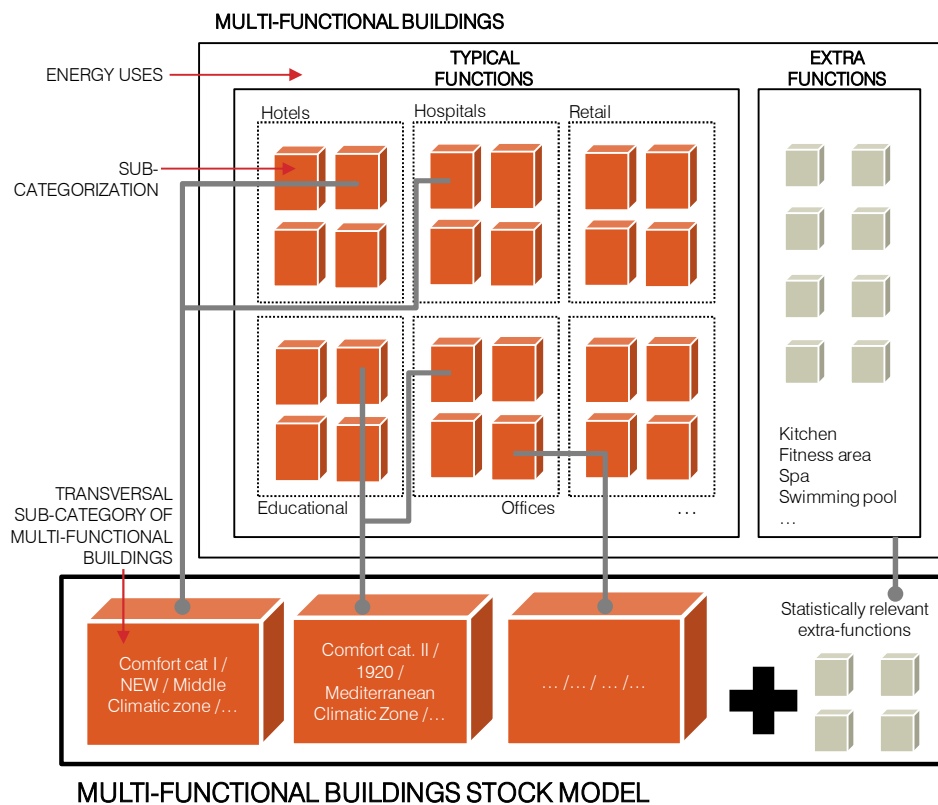 MULTI-FUNCTIONAL BUILDINGS
ENERGY USES
TYPICAL
FUNCTIONS
EXTRA
FUNCTIONS
Hotels
Hospitals
Retail
SUB-
CATEGORIZATION
Educational
Offices
...
Kitchen
Fitness area
Spa
Swimming pool
...
TRANSVERSAL
SUB-CATEGORY OF
MULTI-FUNCTIONAL
BUILDINGS
Comfort cat I /
NEW / Middle
Climatic zone /...
Comfort cat. II /
1920 /
Mediterranean
Climatic Zone /...
... /... / ... /...
Statistically relevant
extra-functions
MULTI-FUNCTIONAL BUILDINGS STOCK MODEL